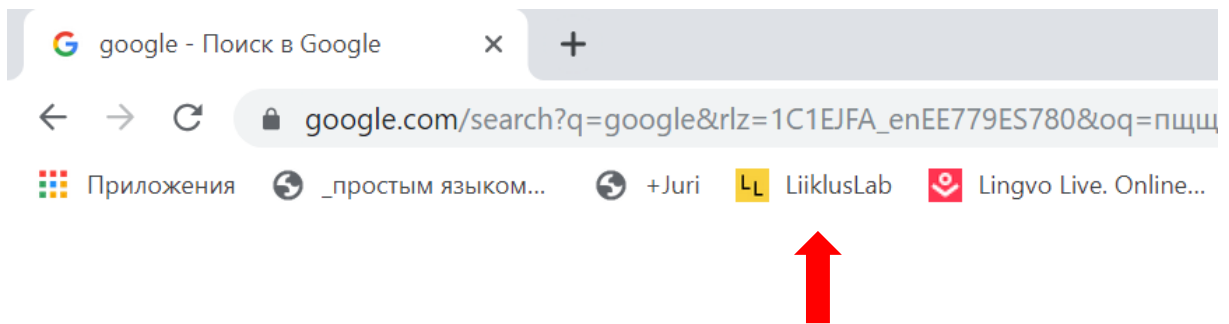 google - Поиск в Google
google.com/search?q=google&rlz=1C1EJFA_enEE779ES780&oq=пщщ
Приложения _простым языком... +Juri LL LiiklusLab Lingvo Live. Online...